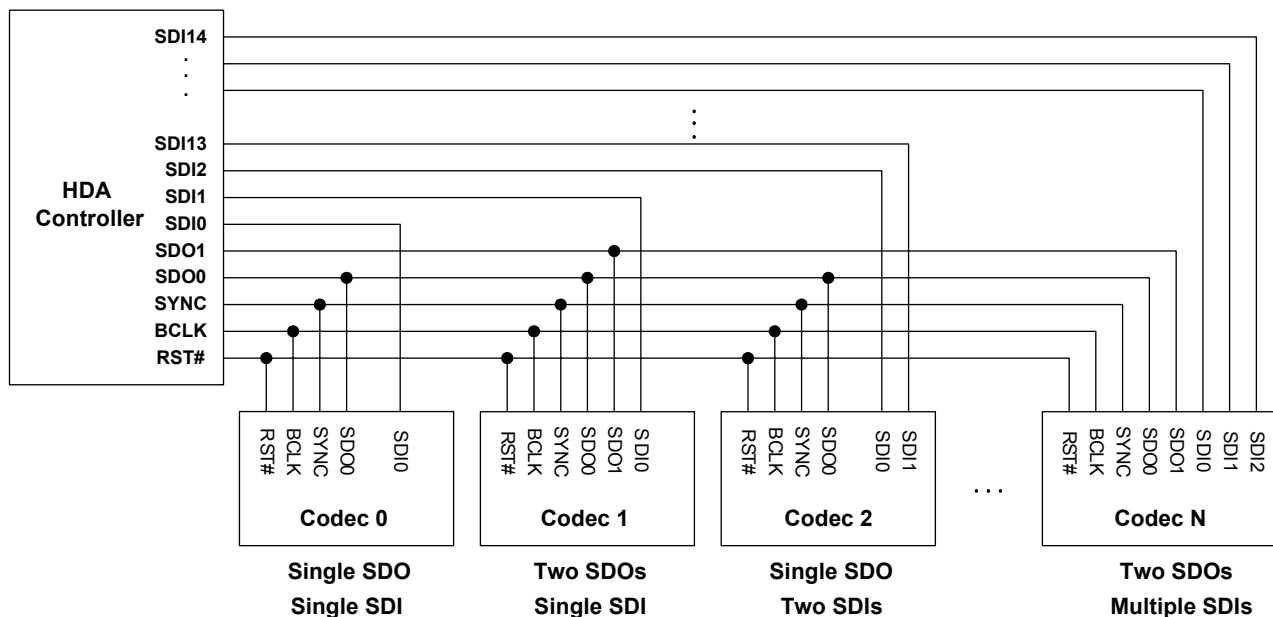 HDA
Controller
SDI14
.
.
.
SDI13
SDI2
SDI1
SDI0
SDO1
SDO0
SYNC
BCLK
RST#
. . .
RST#
BCLK
SYNC
SDO0
SDI0
Codec 0
Single SDO
Single SDI
RST#
BCLK
SYNC
SDO0
SDO1
SDI0
Codec 1
Two SDOs
Single SDI
RST#
BCLK
SYNC
SDO0
SDI0
SDI1
Codec 2
Single SDO
Two SDIs
. . .
RST#
BCLK
SYNC
SDO0
SDO1
SDI0
SDI1
SDI2
Codec N
Two SDOs
Multiple SDIs